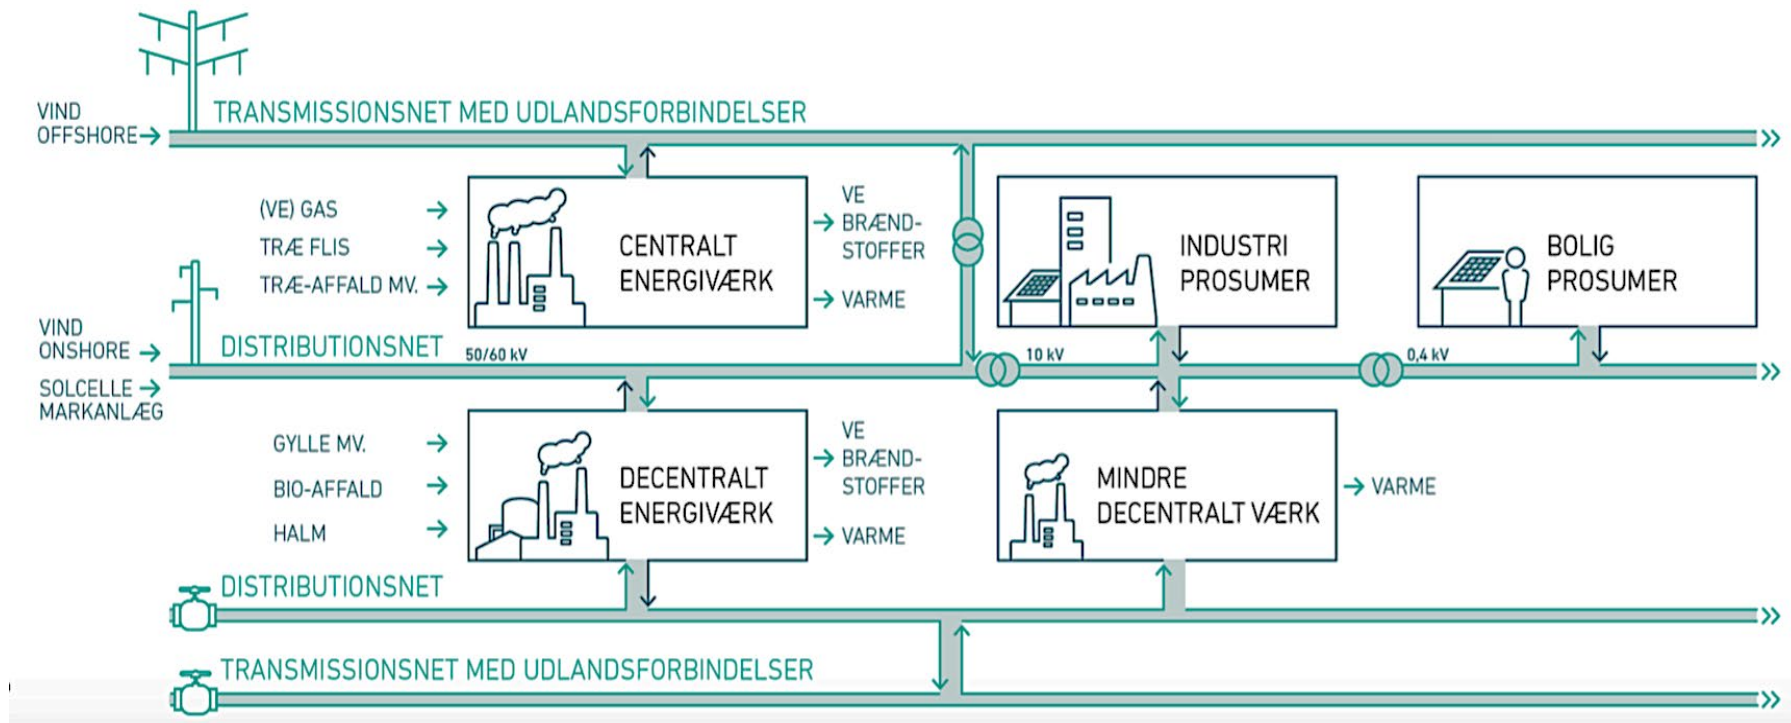 VIND
OFFSHORE
TRANSMISSIONSNET MED UDLANDSFORBINDELSER
(VE) GAS
TRÆ FLIS
TRÆ-AFFALD MV.
CENTRALT
ENERGIVÆRK
VE
BRÆND-
STOFFER
VARME
INDUSTRI
PROSUMER
BOLIG
PROSUMER
VIND
ONSHORE
SOLCELLE
MARKANLÆG
DISTRIBUTIONSNET
50/60 kV
10 kV
0,4 kV
GYLLE MV.
BIO-AFFALD
HALM
DECENTRALT
ENERGIVÆRK
VE
BRÆND-
STOFFER
VARME
MINDRE
DECENTRALT VÆRK
VARME
DISTRIBUTIONSNET
TRANSMISSIONSNET MED UDLANDSFORBINDELSER